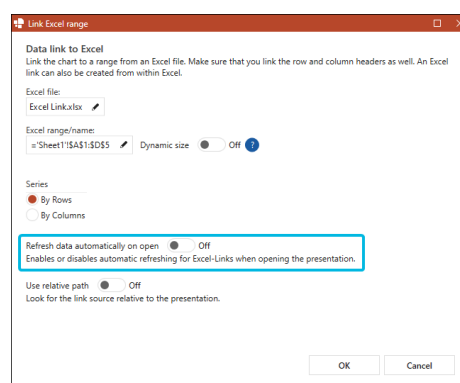 Link Excel range
Data link to Excel
Link the chart to a range from an Excel file. Make sure that you link the row and column headers as well. An Excel
link can also be created from within Excel.
Excel file:
Excel Link.xlsx
Excel range/name:
='Sheet1'!$A$1:$D$5 Dynamic size Off ?
Series
By Rows
By Columns
Refresh data automatically on open Off
Enables or disables automatic refreshing for Excel-Links when opening the presentation.
Use relative path Off
Look for the link source relative to the presentation.
OK Cancel